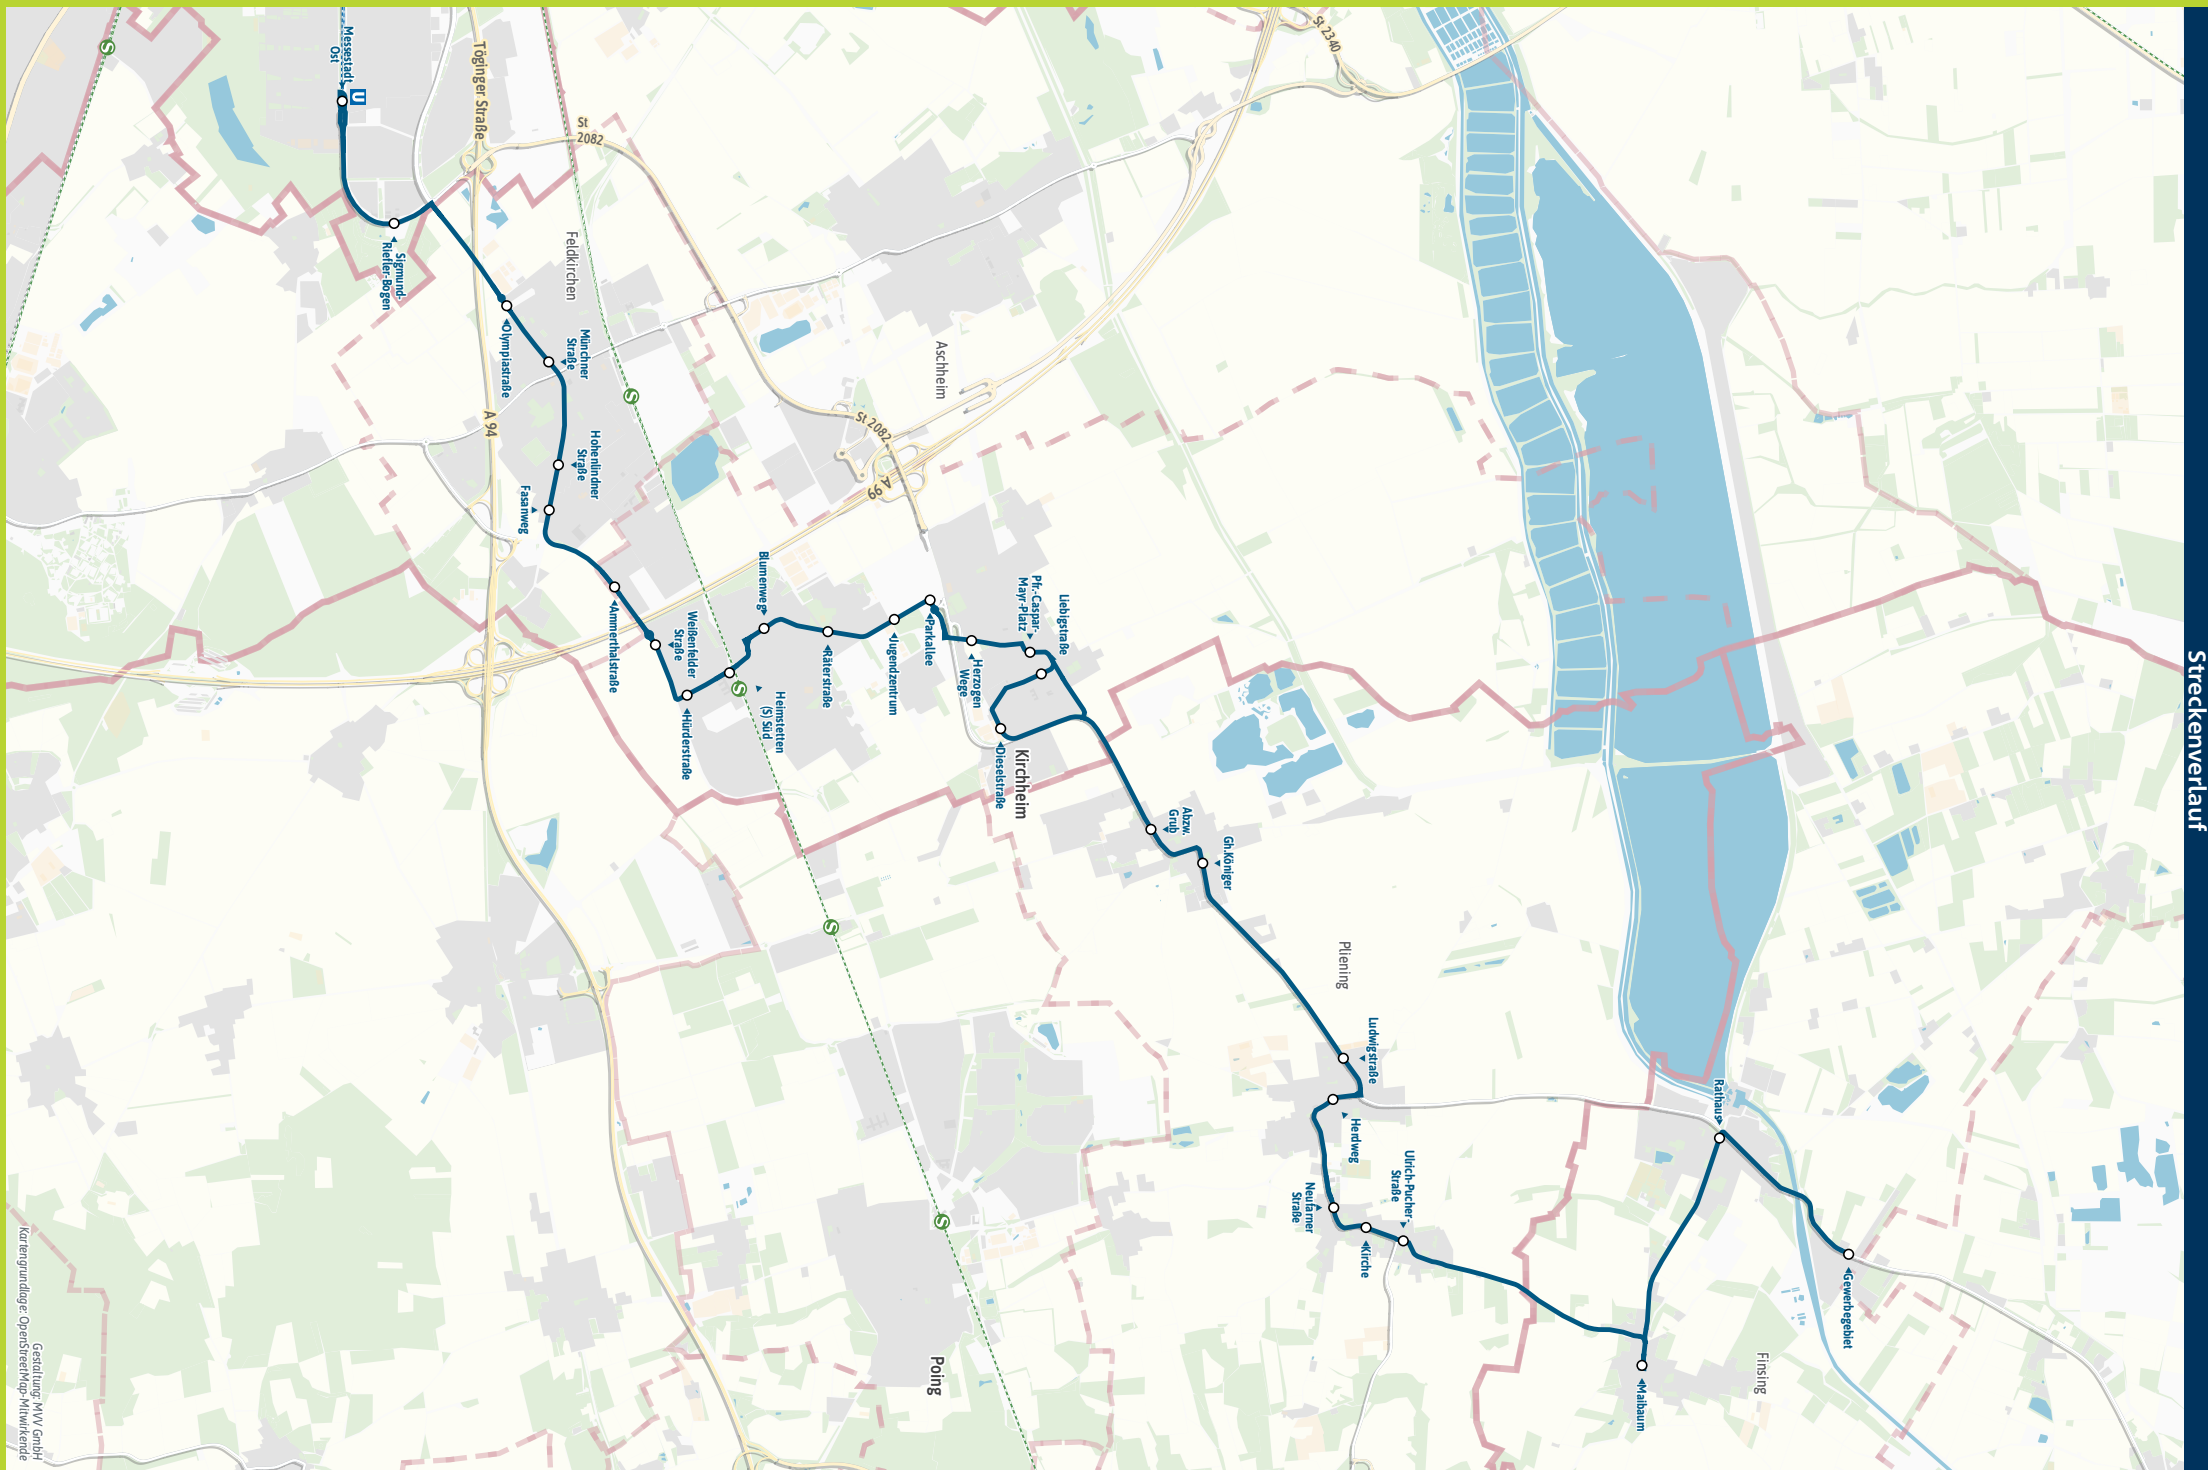 Streckenverlauf
Messestadt
Ost
U
Sigmund-
Riefler-Bogen
Olympiastraße
Münchner
Straße
Hohenlindner
Straße
Fasanweg
Ammerthalstraße
Weißenfelder
Straße
Hürderstraße
Heimstetten
(S) Süd
Blumenweg
Räterstraße
Jugendzentrum
Parkallee
Herzogen
Wege
Pfr.-Caspar-
Mayr-Platz
Liebigstraße
Dieselstraße
Abzw.
Grub
Gh.Königer
Ludwigstraße
Herdweg
Neufarner
Straße
Kirche
Ulrich-Pucher-
Straße
Maibaum
Rathaus
Gewerbegebiet
Töginger Straße
St
2082
St 2082
St 2340
A 94
A 99
Feldkirchen
Aschheim
Kirchheim
Pliening
Poing
Finsing
S
S
S
S
S
Gestaltung: MVV GmbH
Kartengrundlage: OpenStreetMap-Mitwirkende